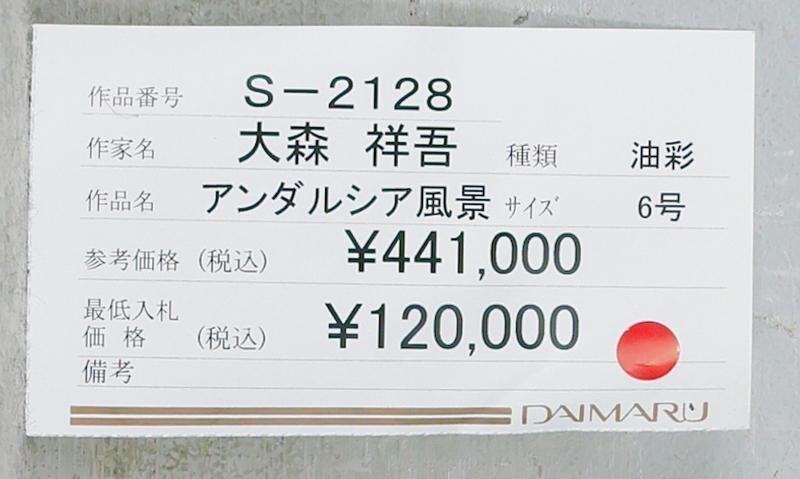 作品番号 S－2128
作家名 大森 祥吾 種類 油彩
作品名 アンダルシア風景 サイズ 6号
参考価格 (税込) ¥441,000
最低入札
価格 (税込) ¥120,000
備考
DAIMARU